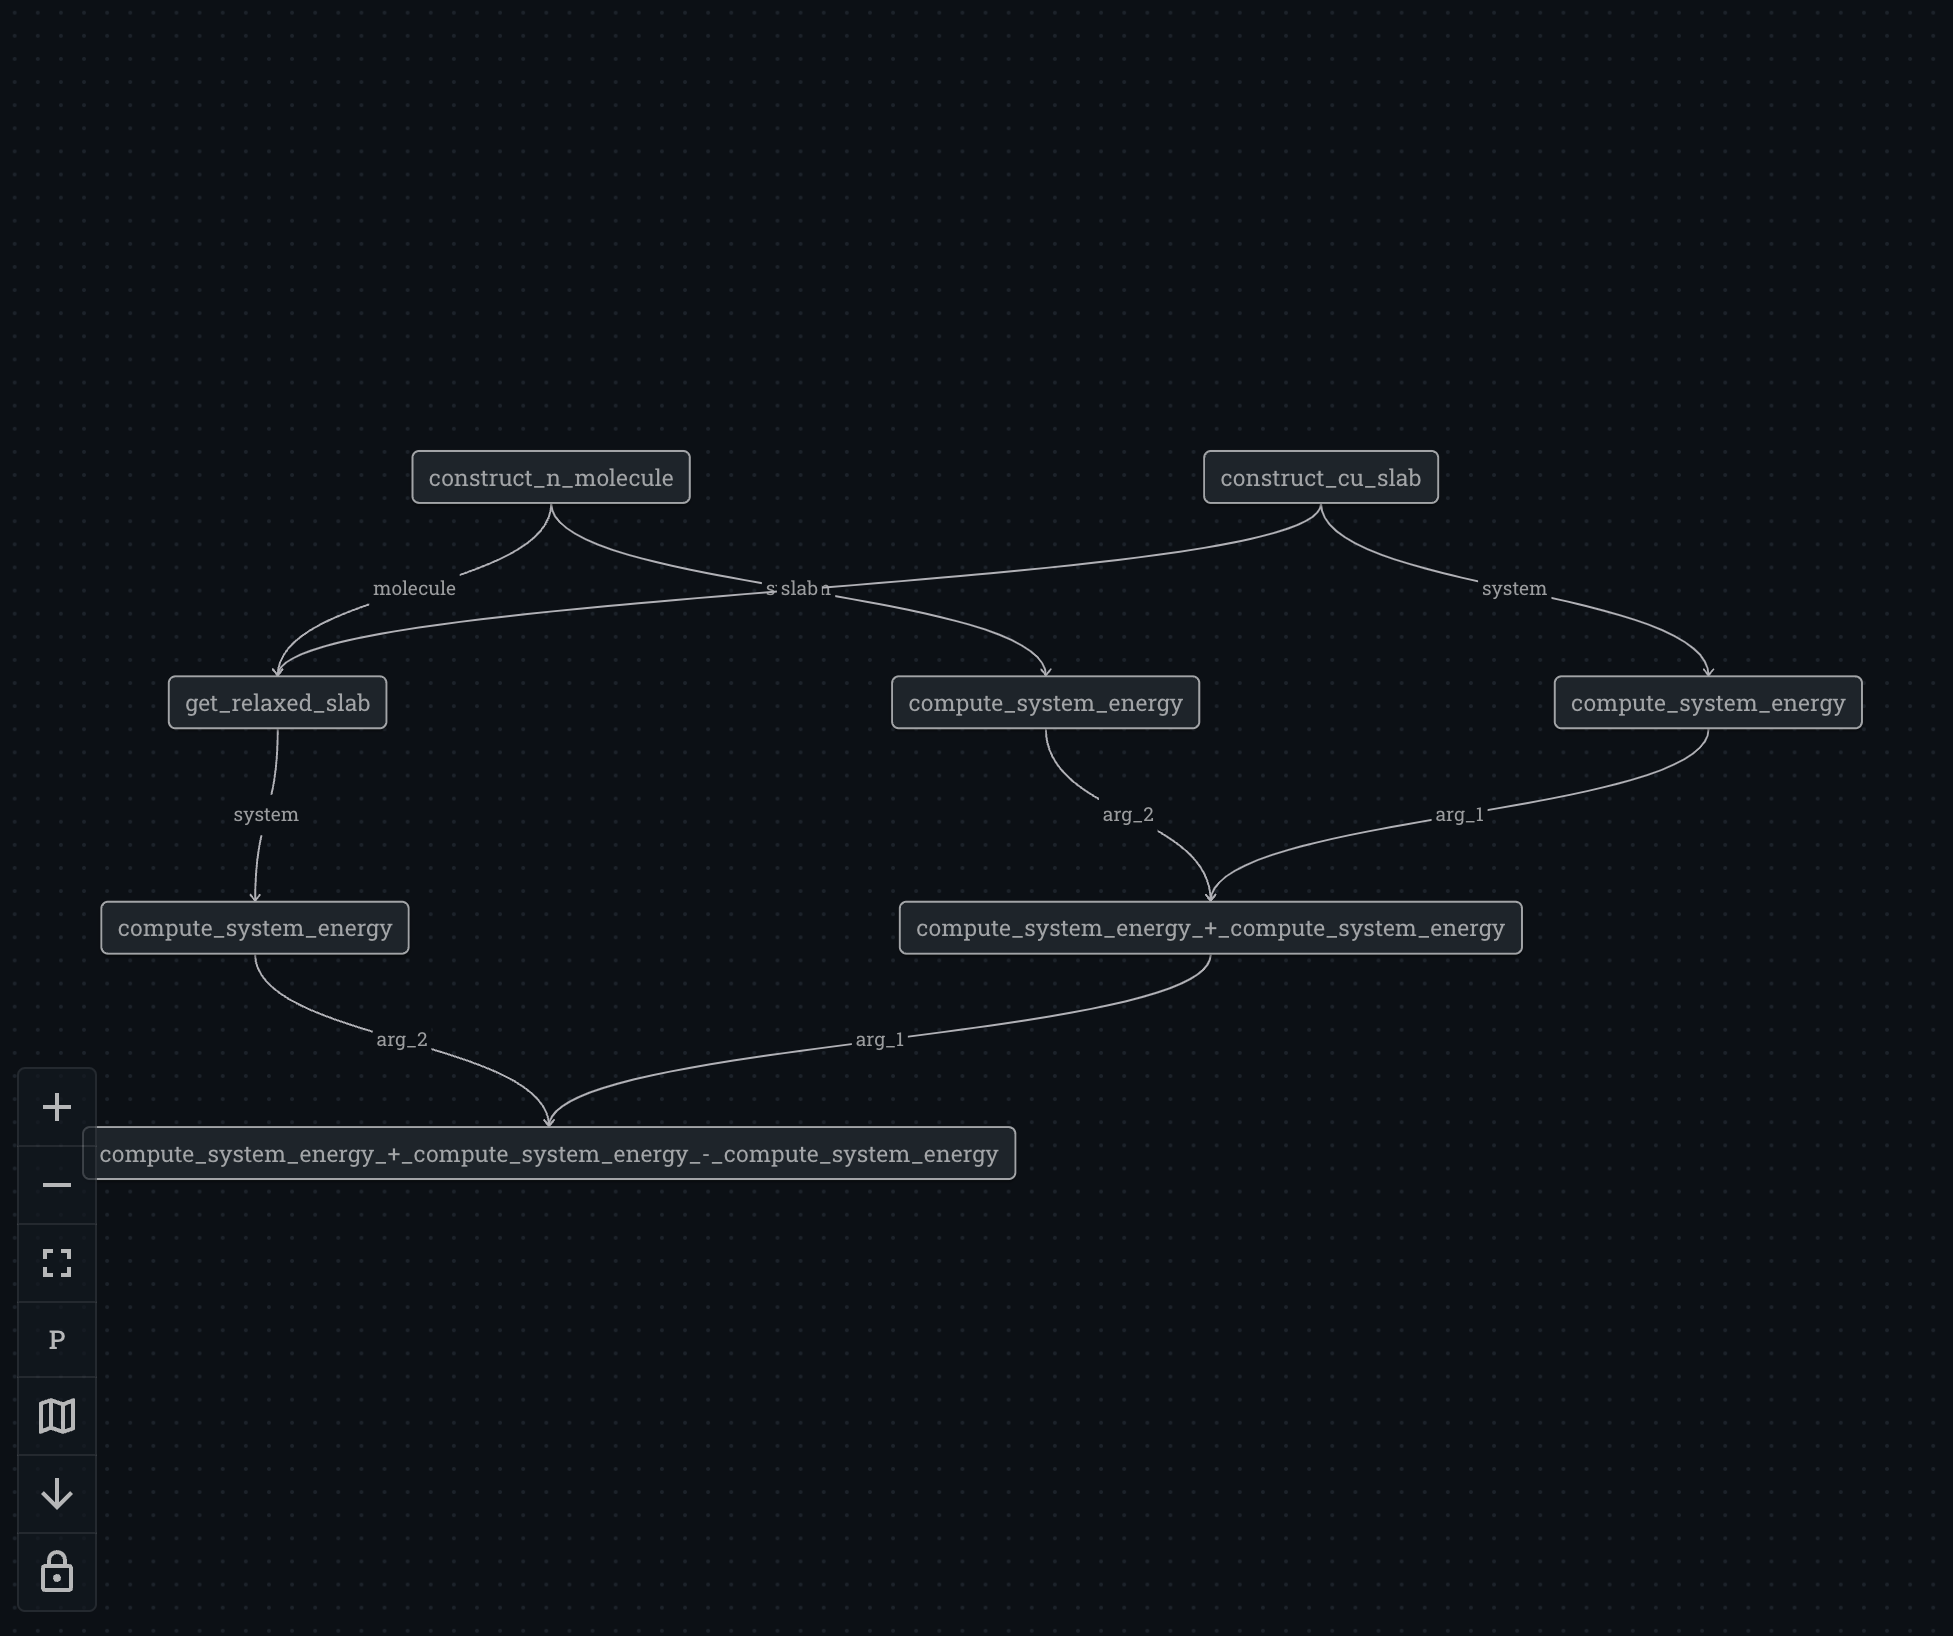 construct_n_molecule
construct_cu_slab
molecule
slab
system
get_relaxed_slab
compute_system_energy
compute_system_energy
system
arg_2
arg_1
compute_system_energy
compute_system_energy_+_compute_system_energy
arg_2
arg_1
compute_system_energy_+_compute_system_energy_-_compute_system_energy
P